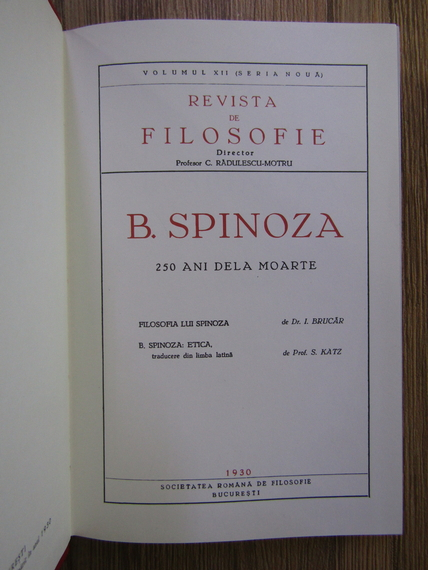 VOLUMUL XII (SERIA NOUĂ)
REVISTA
DE
FILOSOFIE
Director
Profesor C. RĂDULESCU-MOTRU
B. SPINOZA
250 ANI DELA MOARTE
FILOSOFIA LUI SPINOZA de Dr. I. BRUCĂR
B. SPINOZA: ETICA,
traducere din limba latină de Prof. S. KATZ
1930
SOCIETATEA ROMÂNĂ DE FILOSOFIE
BUCUREȘTI